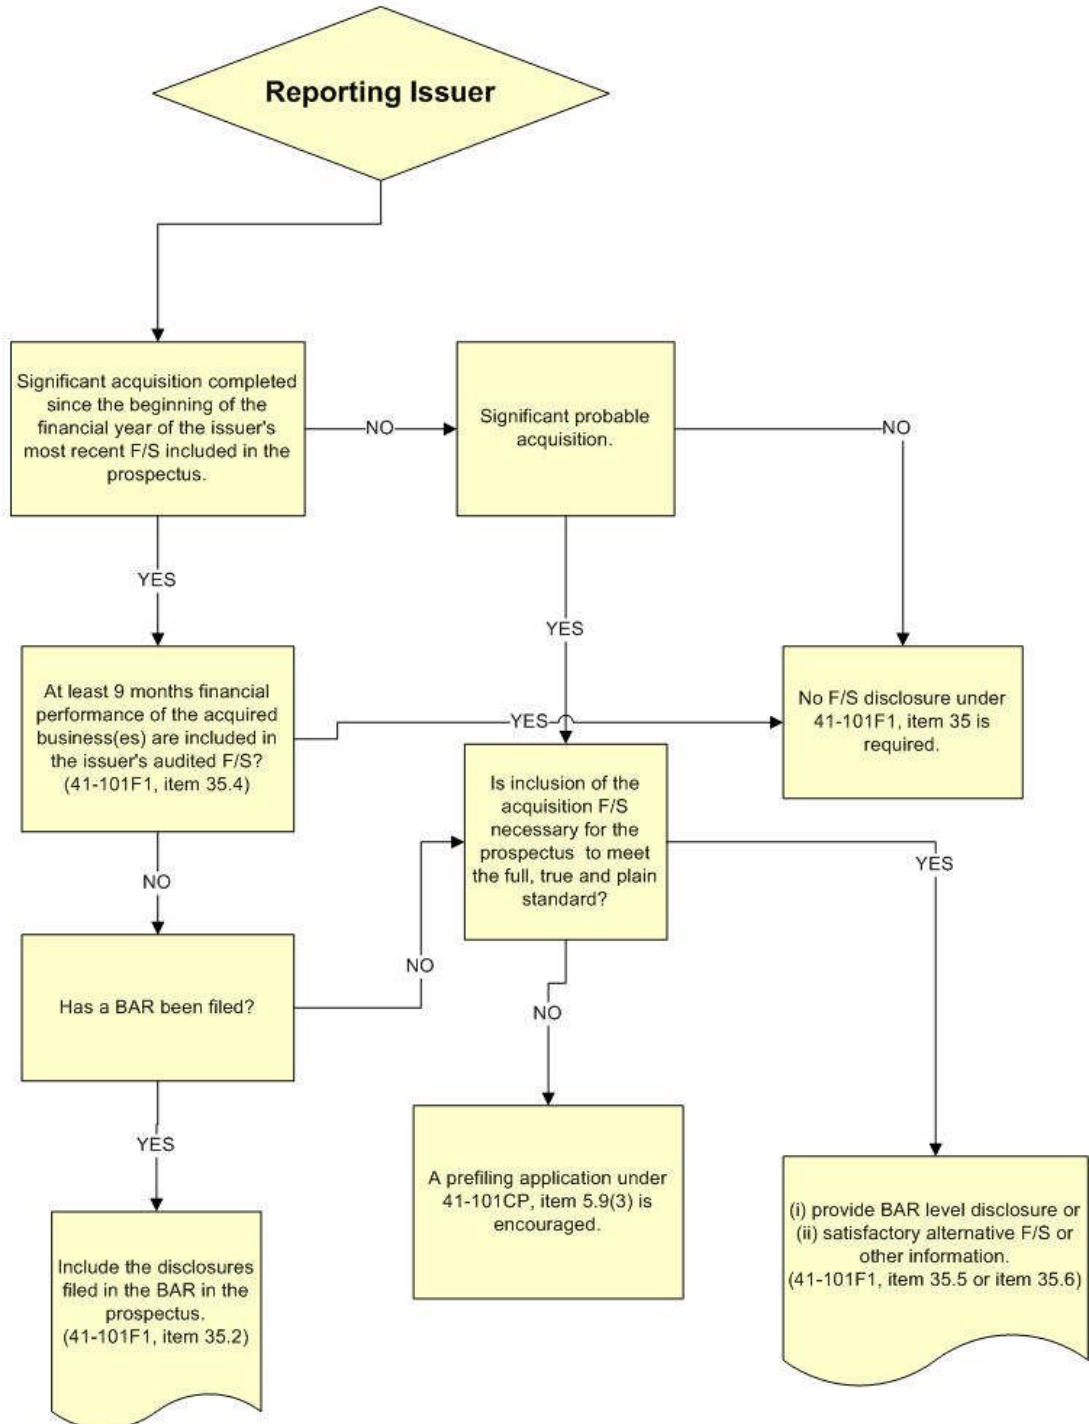 Reporting Issuer
Significant acquisition completed
since the beginning of the
financial year of the issuer's
most recent F/S included in the
prospectus.
NO
Significant probable
acquisition.
NO
YES
YES
At least 9 months financial
performance of the acquired
business(es) are included in
the issuer's audited F/S?
(41-101F1, item 35.4)
YES
No F/S disclosure under
41-101F1, item 35 is
required.
Is inclusion of the
acquisition F/S
necessary for the
prospectus to meet
the full, true and plain
standard?
YES
NO
Has a BAR been filed?
NO
NO
YES
A prefiling application under
41-101CP, item 5.9(3) is
encouraged.
(i) provide BAR level disclosure or
(ii) satisfactory alternative F/S or
other information.
(41-101F1, item 35.5 or item 35.6)
Include the disclosures
filed in the BAR in the
prospectus.
(41-101F1, item 35.2)